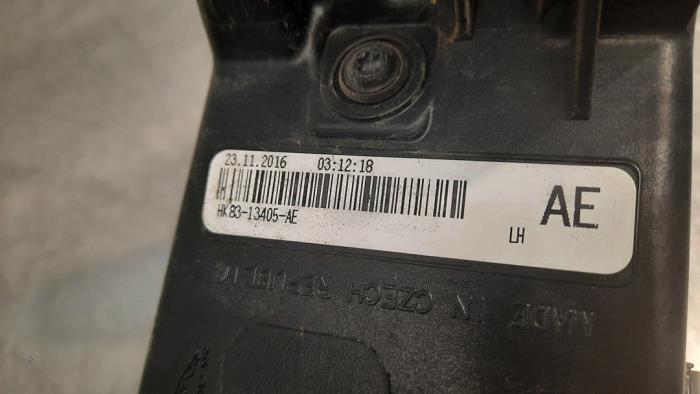 23.11.2016 03:12:18
HK83-13405-AE
AE
LH
MADE IN CZECH REPUBLIC